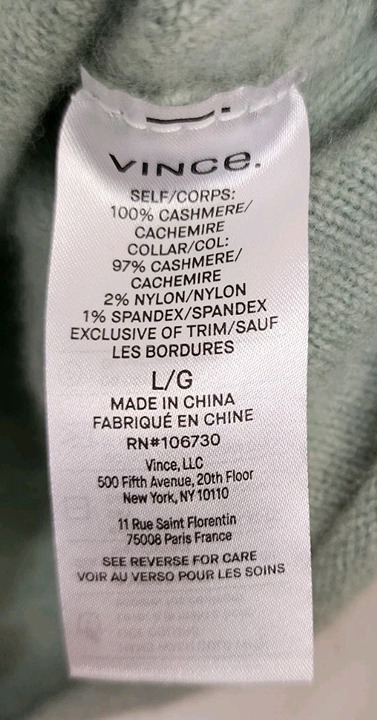 VINCE.
SELF/CORPS:
100% CASHMERE/
CACHEMIRE
COLLAR/COL:
97% CASHMERE/
CACHEMIRE
2% NYLON/NYLON
1% SPANDEX/SPANDEX
EXCLUSIVE OF TRIM/SAUF
LES BORDURES
L/G
MADE IN CHINA
FABRIQUÉ EN CHINE
RN#106730
Vince, LLC
500 Fifth Avenue, 20th Floor
New York, NY 10110
11 Rue Saint Florentin
75008 Paris France
SEE REVERSE FOR CARE
VOIR AU VERSO POUR LES SOINS